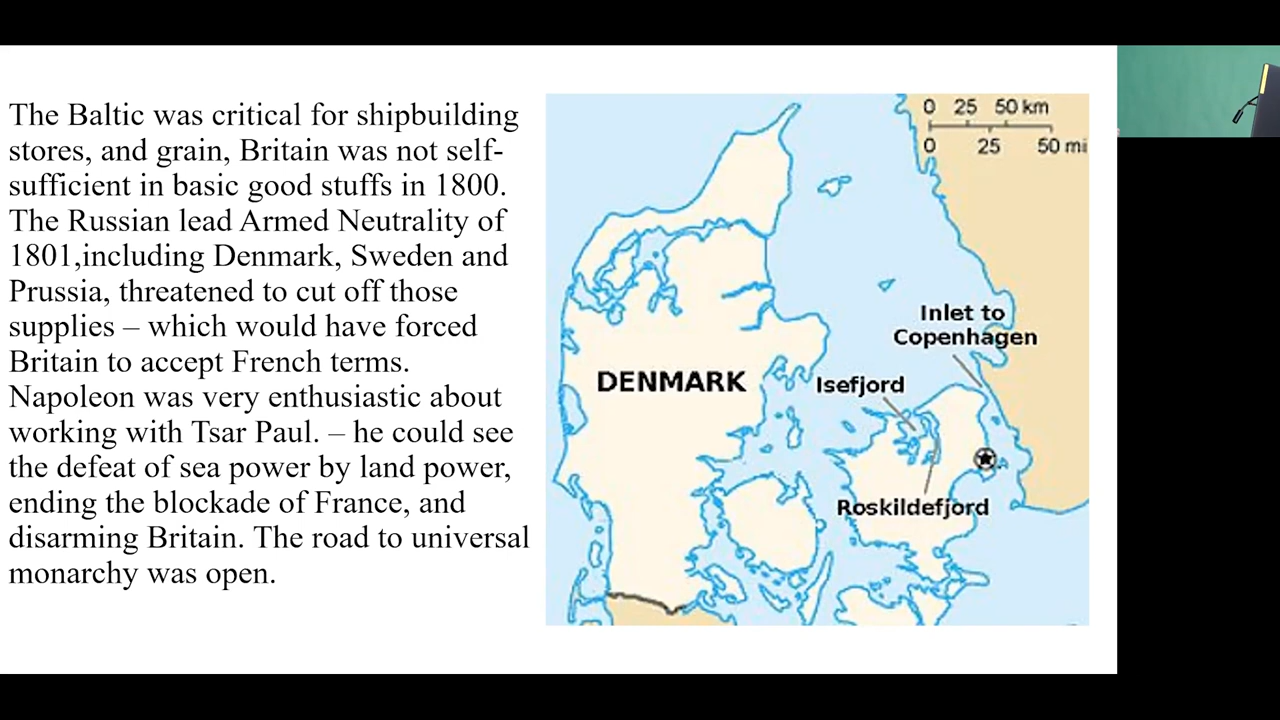 The Baltic was critical for shipbuilding
stores, and grain, Britain was not self-
sufficient in basic good stuffs in 1800.
The Russian lead Armed Neutrality of
1801,including Denmark, Sweden and
Prussia, threatened to cut off those
supplies – which would have forced
Britain to accept French terms.
Napoleon was very enthusiastic about
working with Tsar Paul. – he could see
the defeat of sea power by land power,
ending the blockade of France, and
disarming Britain. The road to universal
monarchy was open.
0 25 50 km
0 25 50 mi
Inlet to
Copenhagen
DENMARK
Isefjord
Roskildefjord